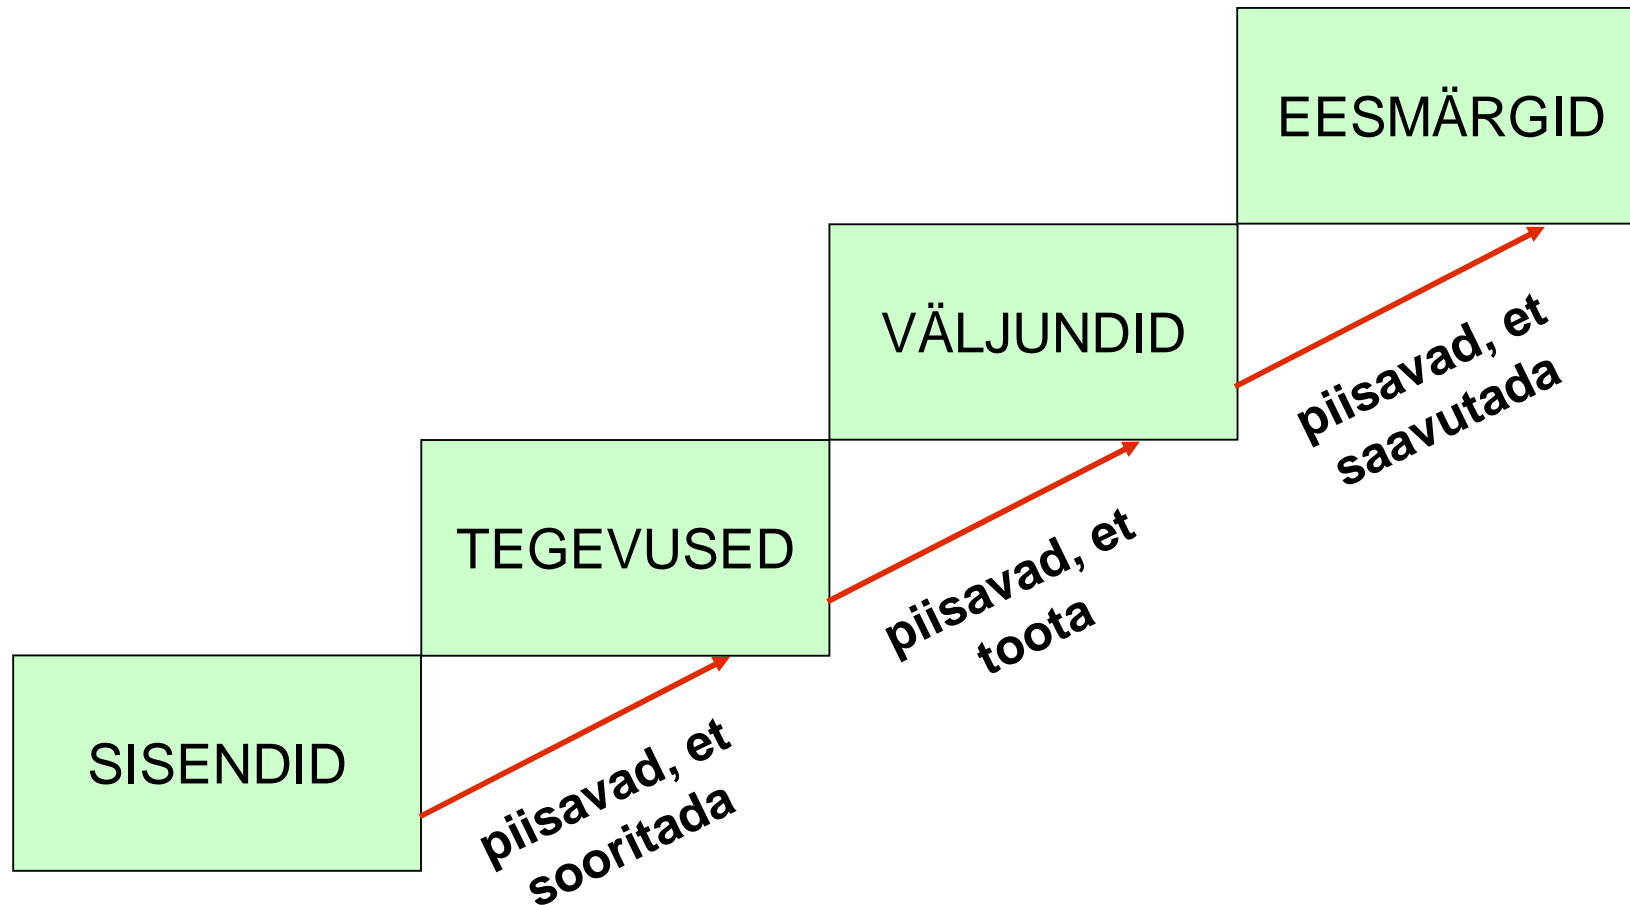 EESMÄRGID
VÄLJUNDID
piisavad, et
saavutada
TEGEVUSED
piisavad, et
toota
SISENDID
piisavad, et
sooritada